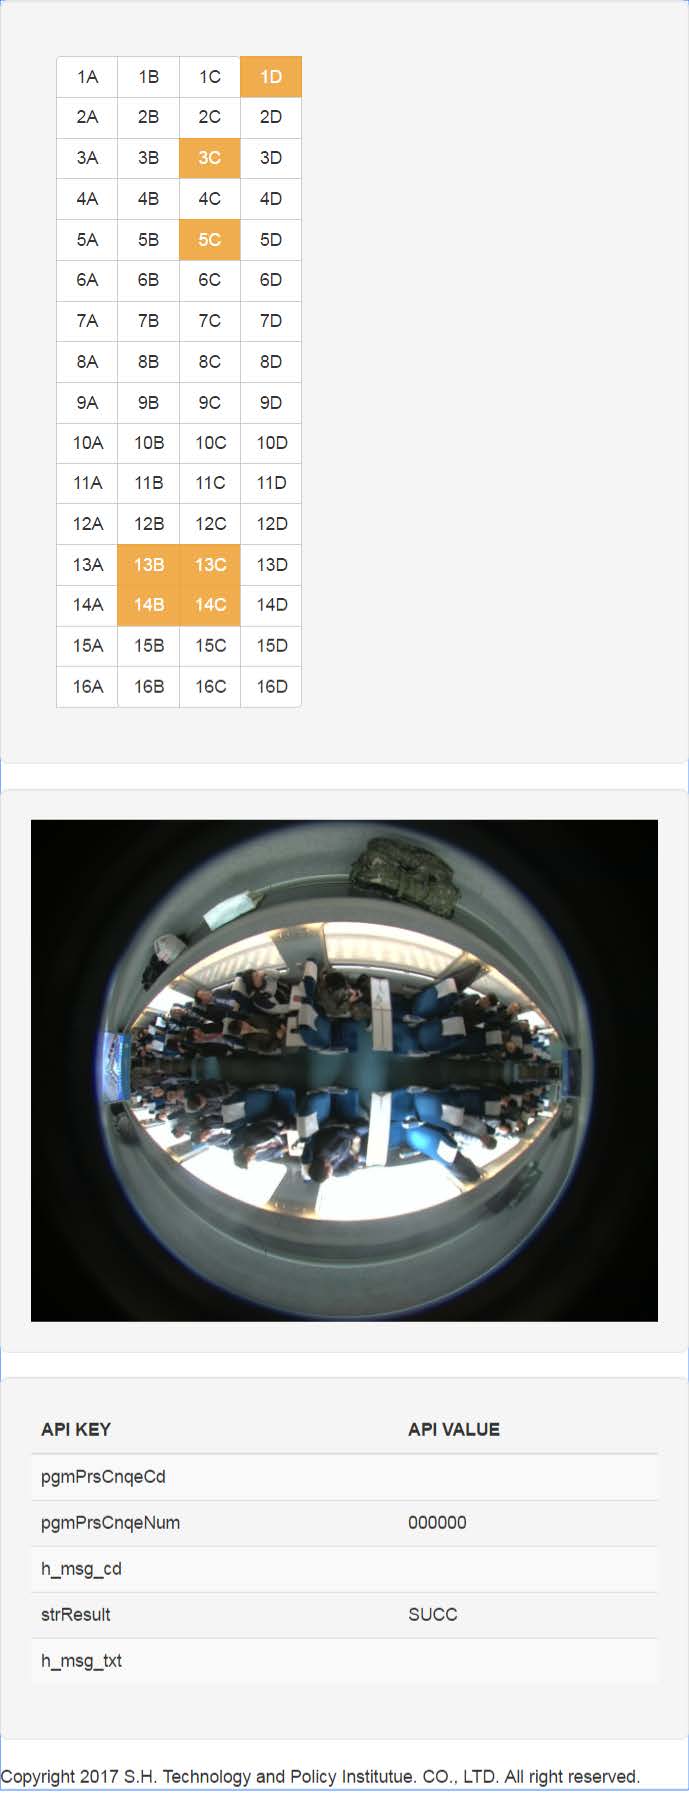 1A 1B 1C 1D
2A 2B 2C 2D
3A 3B 3C 3D
4A 4B 4C 4D
5A 5B 5C 5D
6A 6B 6C 6D
7A 7B 7C 7D
8A 8B 8C 8D
9A 9B 9C 9D
10A 10B 10C 10D
11A 11B 11C 11D
12A 12B 12C 12D
13A 13B 13C 13D
14A 14B 14C 14D
15A 15B 15C 15D
16A 16B 16C 16D
API KEY API VALUE
pgmPrsCnqeCd
pgmPrsCnqeNum 000000
h_msg_cd
strResult SUCC
h_msg_txt
Copyright 2017 S.H. Technology and Policy Institutue. CO., LTD. All right reserved.